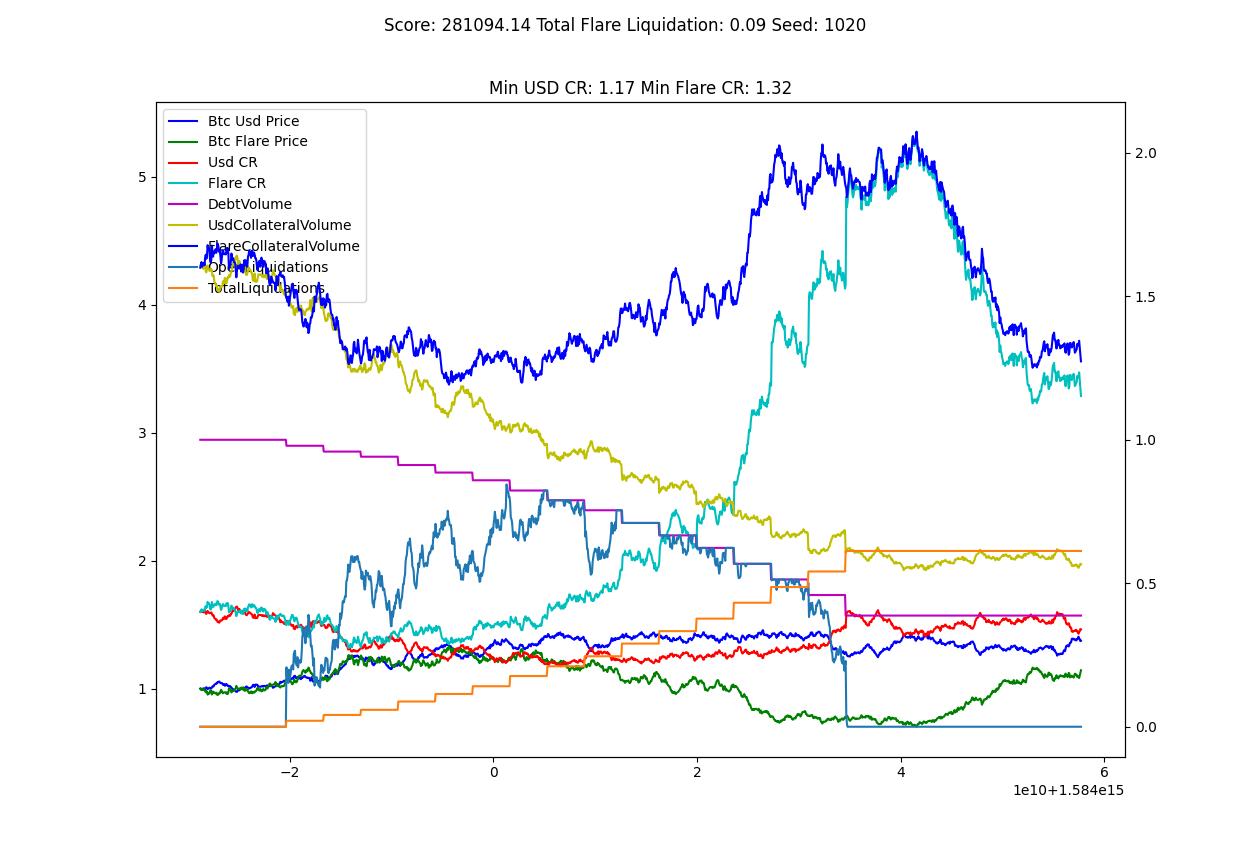 Score: 281094.14 Total Flare Liquidation: 0.09 Seed: 1020
Min USD CR: 1.17 Min Flare CR: 1.32
Btc Usd Price
Btc Flare Price
Usd CR
Flare CR
DebtVolume
UsdCollateralVolume
FlareCollateralVolume
OpenLiquidations
TotalLiquidations
5
4
3
2
1
2.0
1.5
1.0
0.5
0.0
−2
0
2
4
6
1e10+1.584e15